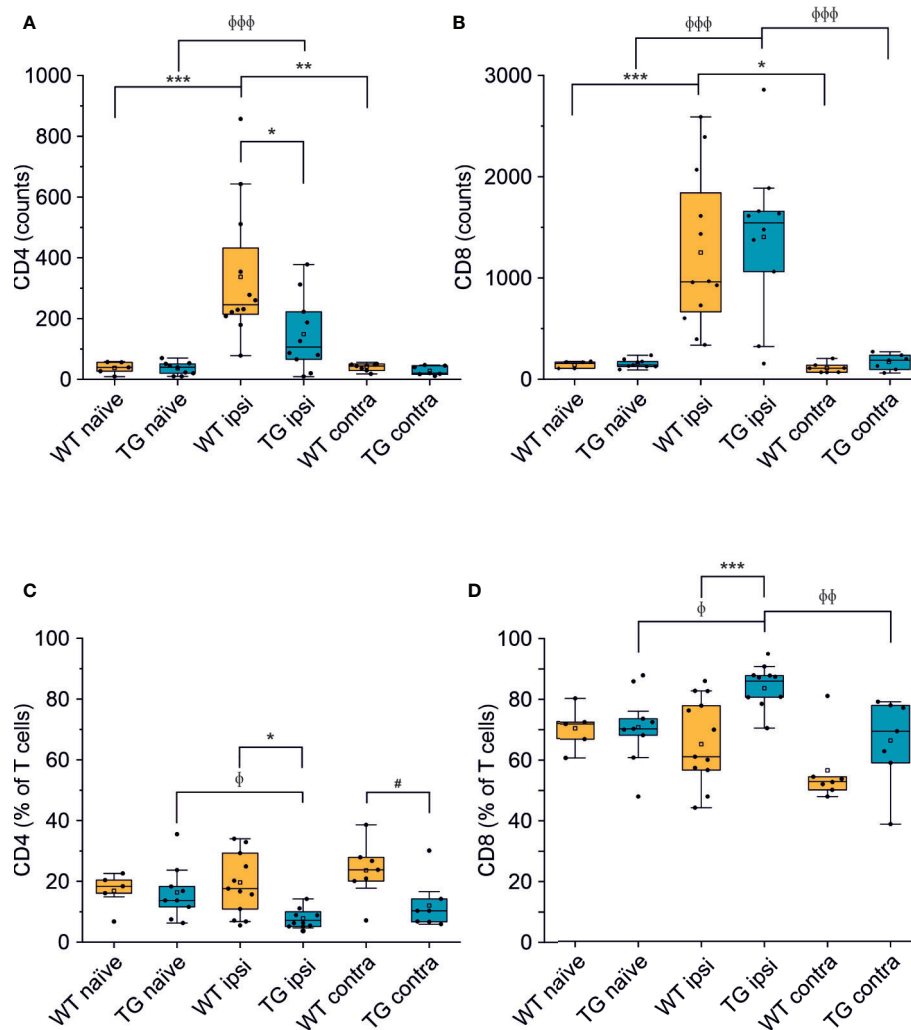 A
ϕϕϕ
***
**
*
1000
800
600
400
200
0
CD4 (counts)
WT naïve
TG naïve
WT ipsi
TG ipsi
WT contra
TG contra
B
ϕϕϕ
ϕϕϕ
***
*
3000
2000
1000
0
CD8 (counts)
WT naïve
TG naïve
WT ipsi
TG ipsi
WT contra
TG contra
C
*
ϕ
#
100
80
60
40
20
0
CD4 (% of T cells)
WT naïve
TG naïve
WT ipsi
TG ipsi
WT contra
TG contra
D
***
ϕ
ϕϕ
100
80
60
40
20
0
CD8 (% of T cells)
WT naïve
TG naïve
WT ipsi
TG ipsi
WT contra
TG contra